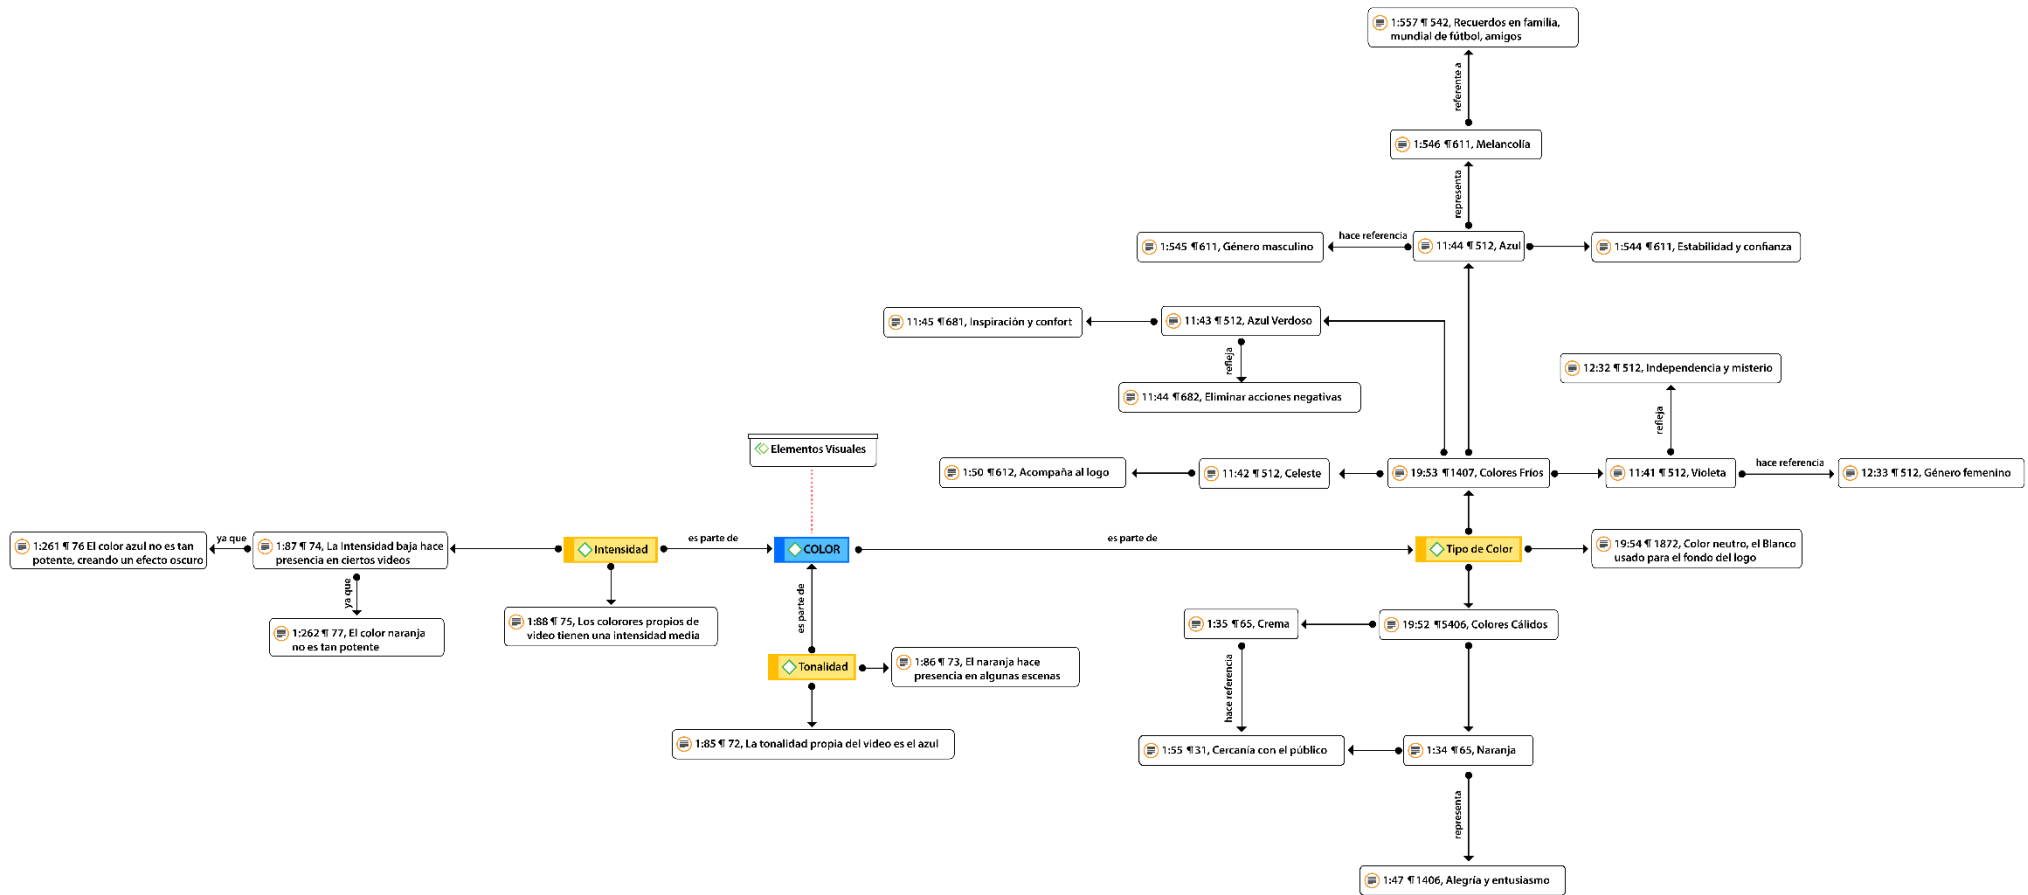 1:557 ¶ 542, Recuerdos en familia,
mundial de fútbol, amigos
referente a
1:546 ¶ 611, Melancolía
representa
1:545 ¶ 611, Género masculino
hace referencia
11:44 ¶ 512, Azul
1:544 ¶ 611, Estabilidad y confianza
11:45 ¶ 681, Inspiración y confort
11:43 ¶ 512, Azul Verdoso
refleja
11:44 ¶ 682, Eliminar acciones negativas
12:32 ¶ 512, Independencia y misterio
refleja
Elementos Visuales
1:50 ¶ 612, Acompaña al logo
11:42 ¶ 512, Celeste
19:53 ¶ 1407, Colores Fríos
11:41 ¶ 512, Violeta
hace referencia
12:33 ¶ 512, Género femenino
1:261 ¶ 76 El color azul no es tan
potente, creando un efecto oscuro
ya que
1:87 ¶ 74, La Intensidad baja hace
presencia en ciertos videos
Intensidad
es parte de
COLOR
es parte de
Tipo de Color
19:54 ¶ 1872, Color neutro, el Blanco
usado para el fondo del logo
ya que
1:262 ¶ 77, El color naranja
no es tan potente
1:88 ¶ 75, Los colorores propios de
video tienen una intensidad media
es parte de
1:35 ¶ 65, Crema
19:52 ¶ 5406, Colores Cálidos
Tonalidad
1:86 ¶ 73, El naranja hace
presencia en algunas escenas
hace referencia
1:85 ¶ 72, La tonalidad propia del video es el azul
1:55 ¶ 31, Cercanía con el público
1:34 ¶ 65, Naranja
representa
1:47 ¶ 1406, Alegría y entusiasmo